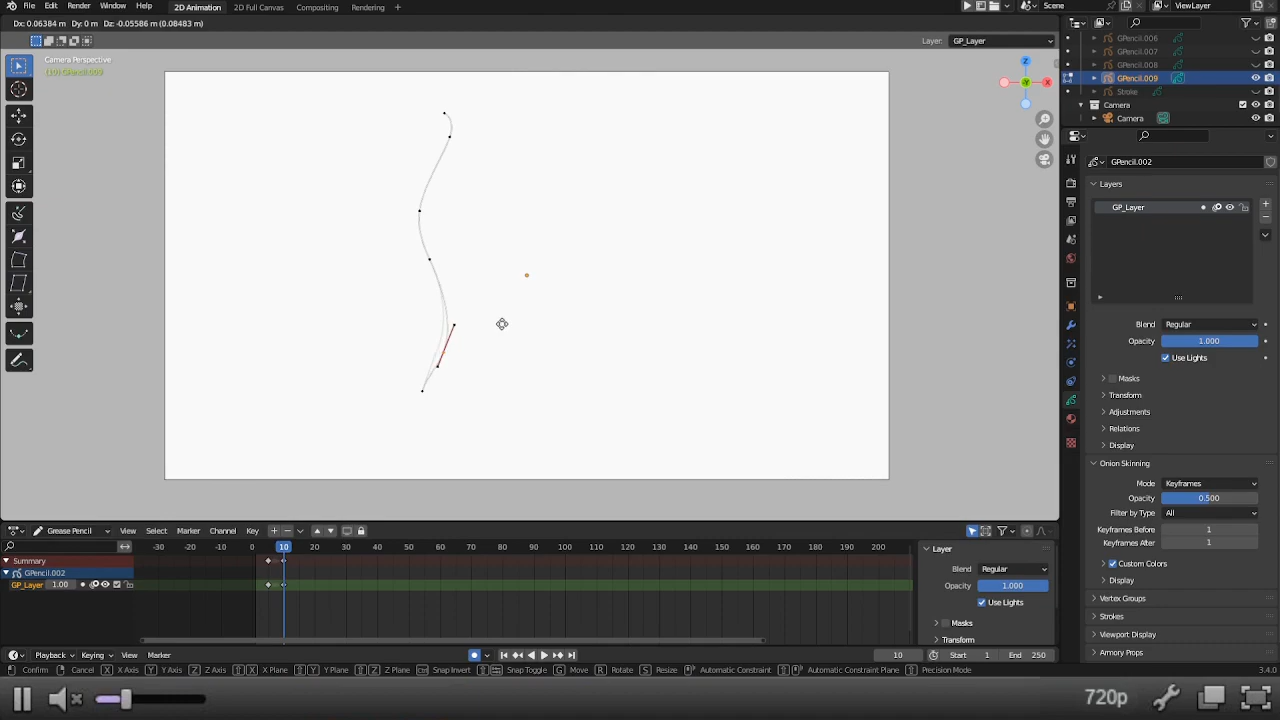 File Edit Render Window Help 2D Animation 2D Full Canvas Compositing Rendering + Scene ViewLayer
Dx: 0.06384 m Dy: 0 m Dz: -0.05586 m (0.08483 m)
Layer: GP_Layer
Camera Perspective
(10) GPencil.009
Z
Y
X
GPencil.006
GPencil.007
GPencil.008
GPencil.009
Stroke
Camera
Camera
GPencil.002
Layers
GP_Layer
Blend Regular
Opacity 1.000
Use Lights
Masks
Transform
Adjustments
Relations
Display
Onion Skinning
Mode Keyframes
Opacity 0.500
Filter by Type All
Keyframes Before 1
Keyframes After 1
Custom Colors
Display
Vertex Groups
Strokes
Viewport Display
Armory Props
Grease Pencil View Select Marker Channel Key
-30 -20 -10 0 10 20 30 40 50 60 70 80 90 100 110 120 130 140 150 160 170 180 190 200
Summary
GPencil.002
GP_Layer 1.00
Layer
Blend Regular
Opacity 1.000
Use Lights
Masks
Transform
Playback Keying View Marker 10 Start 1 End 250
Confirm Cancel X X Axis Y Y Axis Z Z Axis X X Plane Y Y Plane Z Z Plane Snap Invert Snap Toggle G Move R Rotate S Resize Automatic Constraint Automatic Constraint Plane Precision Mode 3.4.0
720p